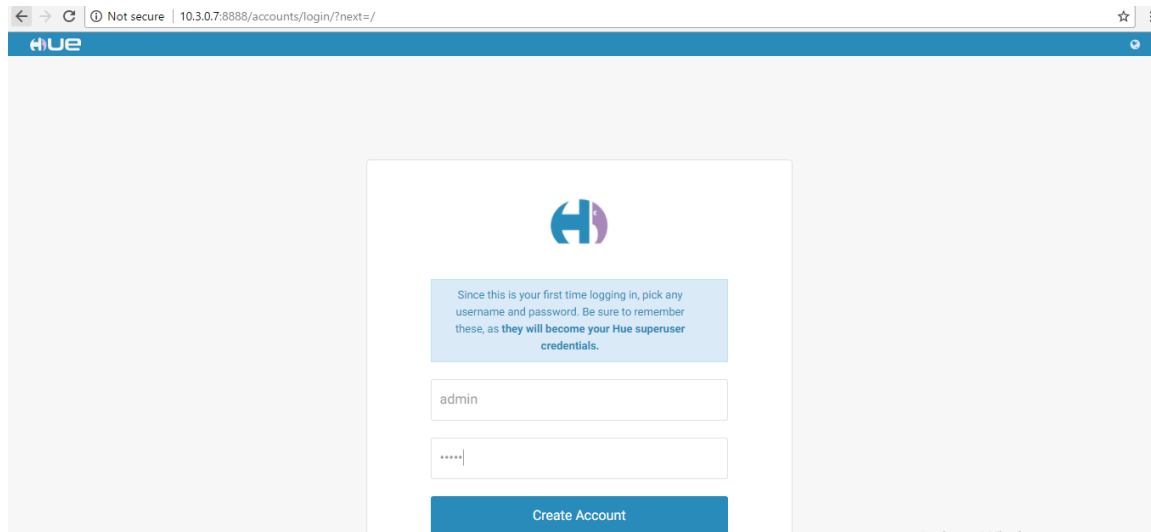 Not secure | 10.3.0.7:8888/accounts/login/?next=/
HUE
Since this is your first time logging in, pick any
username and password. Be sure to remember
these, as they will become your Hue superuser
credentials.
admin
•••••
Create Account